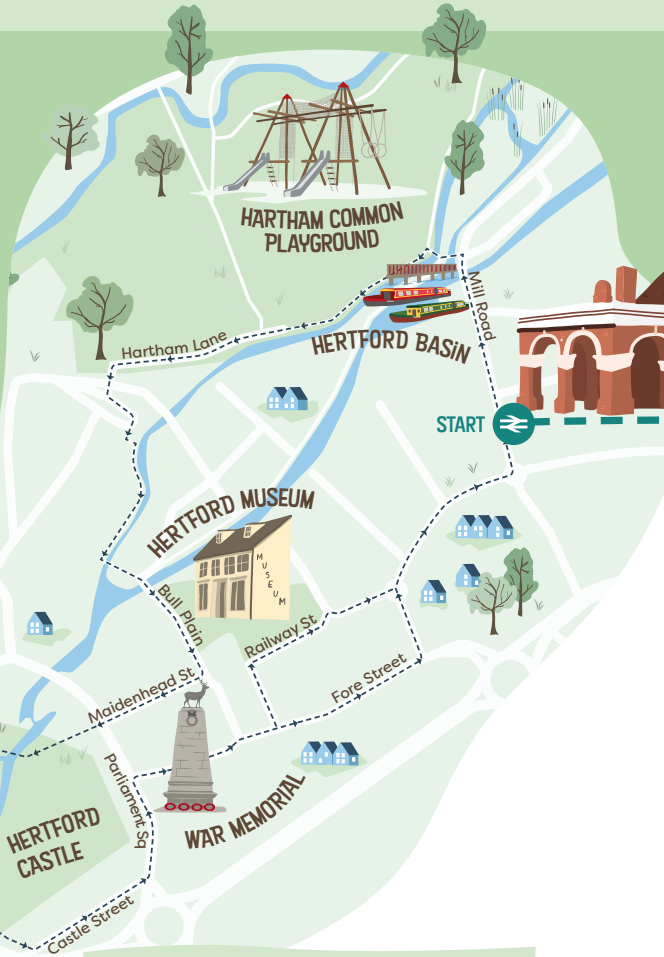 HARTHAM COMMON
PLAYGROUND
Mill Road
Hartham Lane
HERTFORD BASIN
START
HERTFORD MUSEUM
MUSEUM
Bull Plain
Railway St
Fore Street
Maidenhead St
Parliament Sq
WAR MEMORIAL
HERTFORD
CASTLE
Castle Street